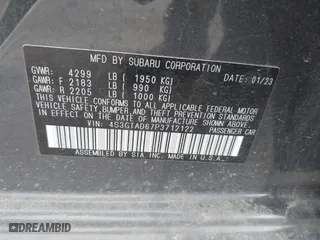 MFD BY SUBARU CORPORATION
GVWR: 4299 LB ( 1950 KG) DATE: 01/23
GAWR: F 2183 LB ( 990 KG)
GAWR: R 2205 LB ( 1000 KG)
THIS VEHICLE CONFORMS TO ALL APPLICABLE FEDERAL MOTOR
VEHICLE SAFETY, BUMPER, AND THEFT PREVENTION STANDARDS
IN EFFECT ON THE DATE OF MANUFACTURE SHOWN ABOVE.
VIN: 4S3GTAD67P3712122 PASSENGER CAR
ASSEMBLED BY SIA IN U.S.A.
DREAMBID
dreambid.com